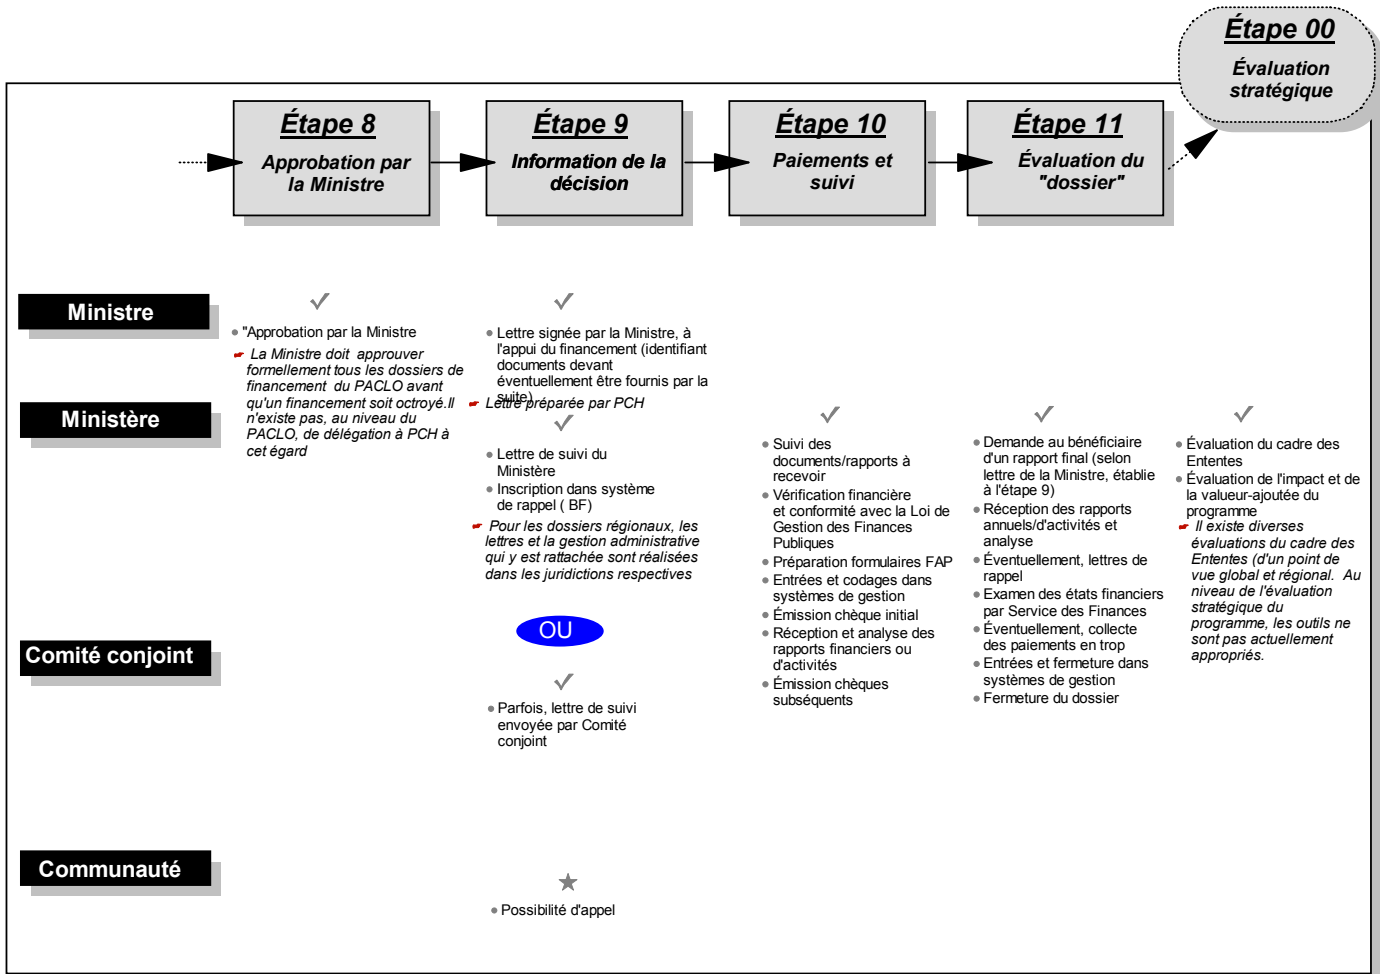 Étape 00
Évaluation
stratégique
Étape 8
Approbation par
la Ministre
Étape 9
Information de la
décision
Étape 10
Paiements et
suivi
Étape 11
Évaluation du
"dossier"
Ministre
"Approbation par la Ministre
La Ministre doit approuver
formellement tous les dossiers de
financement du PACLO avant
qu'un financement soit octroyé.Il
n'existe pas, au niveau du
PACLO, de délégation à PCH à
cet égard
Lettre signée par la Ministre, à
l'appui du financement (identifiant
documents devant
éventuellement être fournis par la
suite)
Lettre préparée par PCH
Ministère
Lettre de suivi du
Ministère
Inscription dans système
de rappel ( BF)
Pour les dossiers régionaux, les
lettres et la gestion administrative
qui y est rattachée sont réalisées
dans les juridictions respectives
Suivi des
documents/rapports à
recevoir
Vérification financière
et conformité avec la Loi de
Gestion des Finances
Publiques
Préparation formulaires FAP
Entrées et codages dans
systèmes de gestion
Émission chèque initial
Réception et analyse des
rapports financiers ou
d'activités
Émission chèques
subséquents
Demande au bénéficiaire
d'un rapport final (selon
lettre de la Ministre, établie
à l'étape 9)
Réception des rapports
annuels/d'activités et
analyse
Éventuellement, lettres de
rappel
Examen des états financiers
par Service des Finances
Éventuellement, collecte
des paiements en trop
Entrées et fermeture dans
systèmes de gestion
Fermeture du dossier
Évaluation du cadre des
Ententes
Évaluation de l'impact et de
la valueur-ajoutée du
programme
Il existe diverses
évaluations du cadre des
Ententes (d'un point de
vue global et régional. Au
niveau de l'évaluation
stratégique du
programme, les outils ne
sont pas actuellement
appropriés.
OU
Comité conjoint
Parfois, lettre de suivi
envoyée par Comité
conjoint
Communauté
Possibilité d'appel